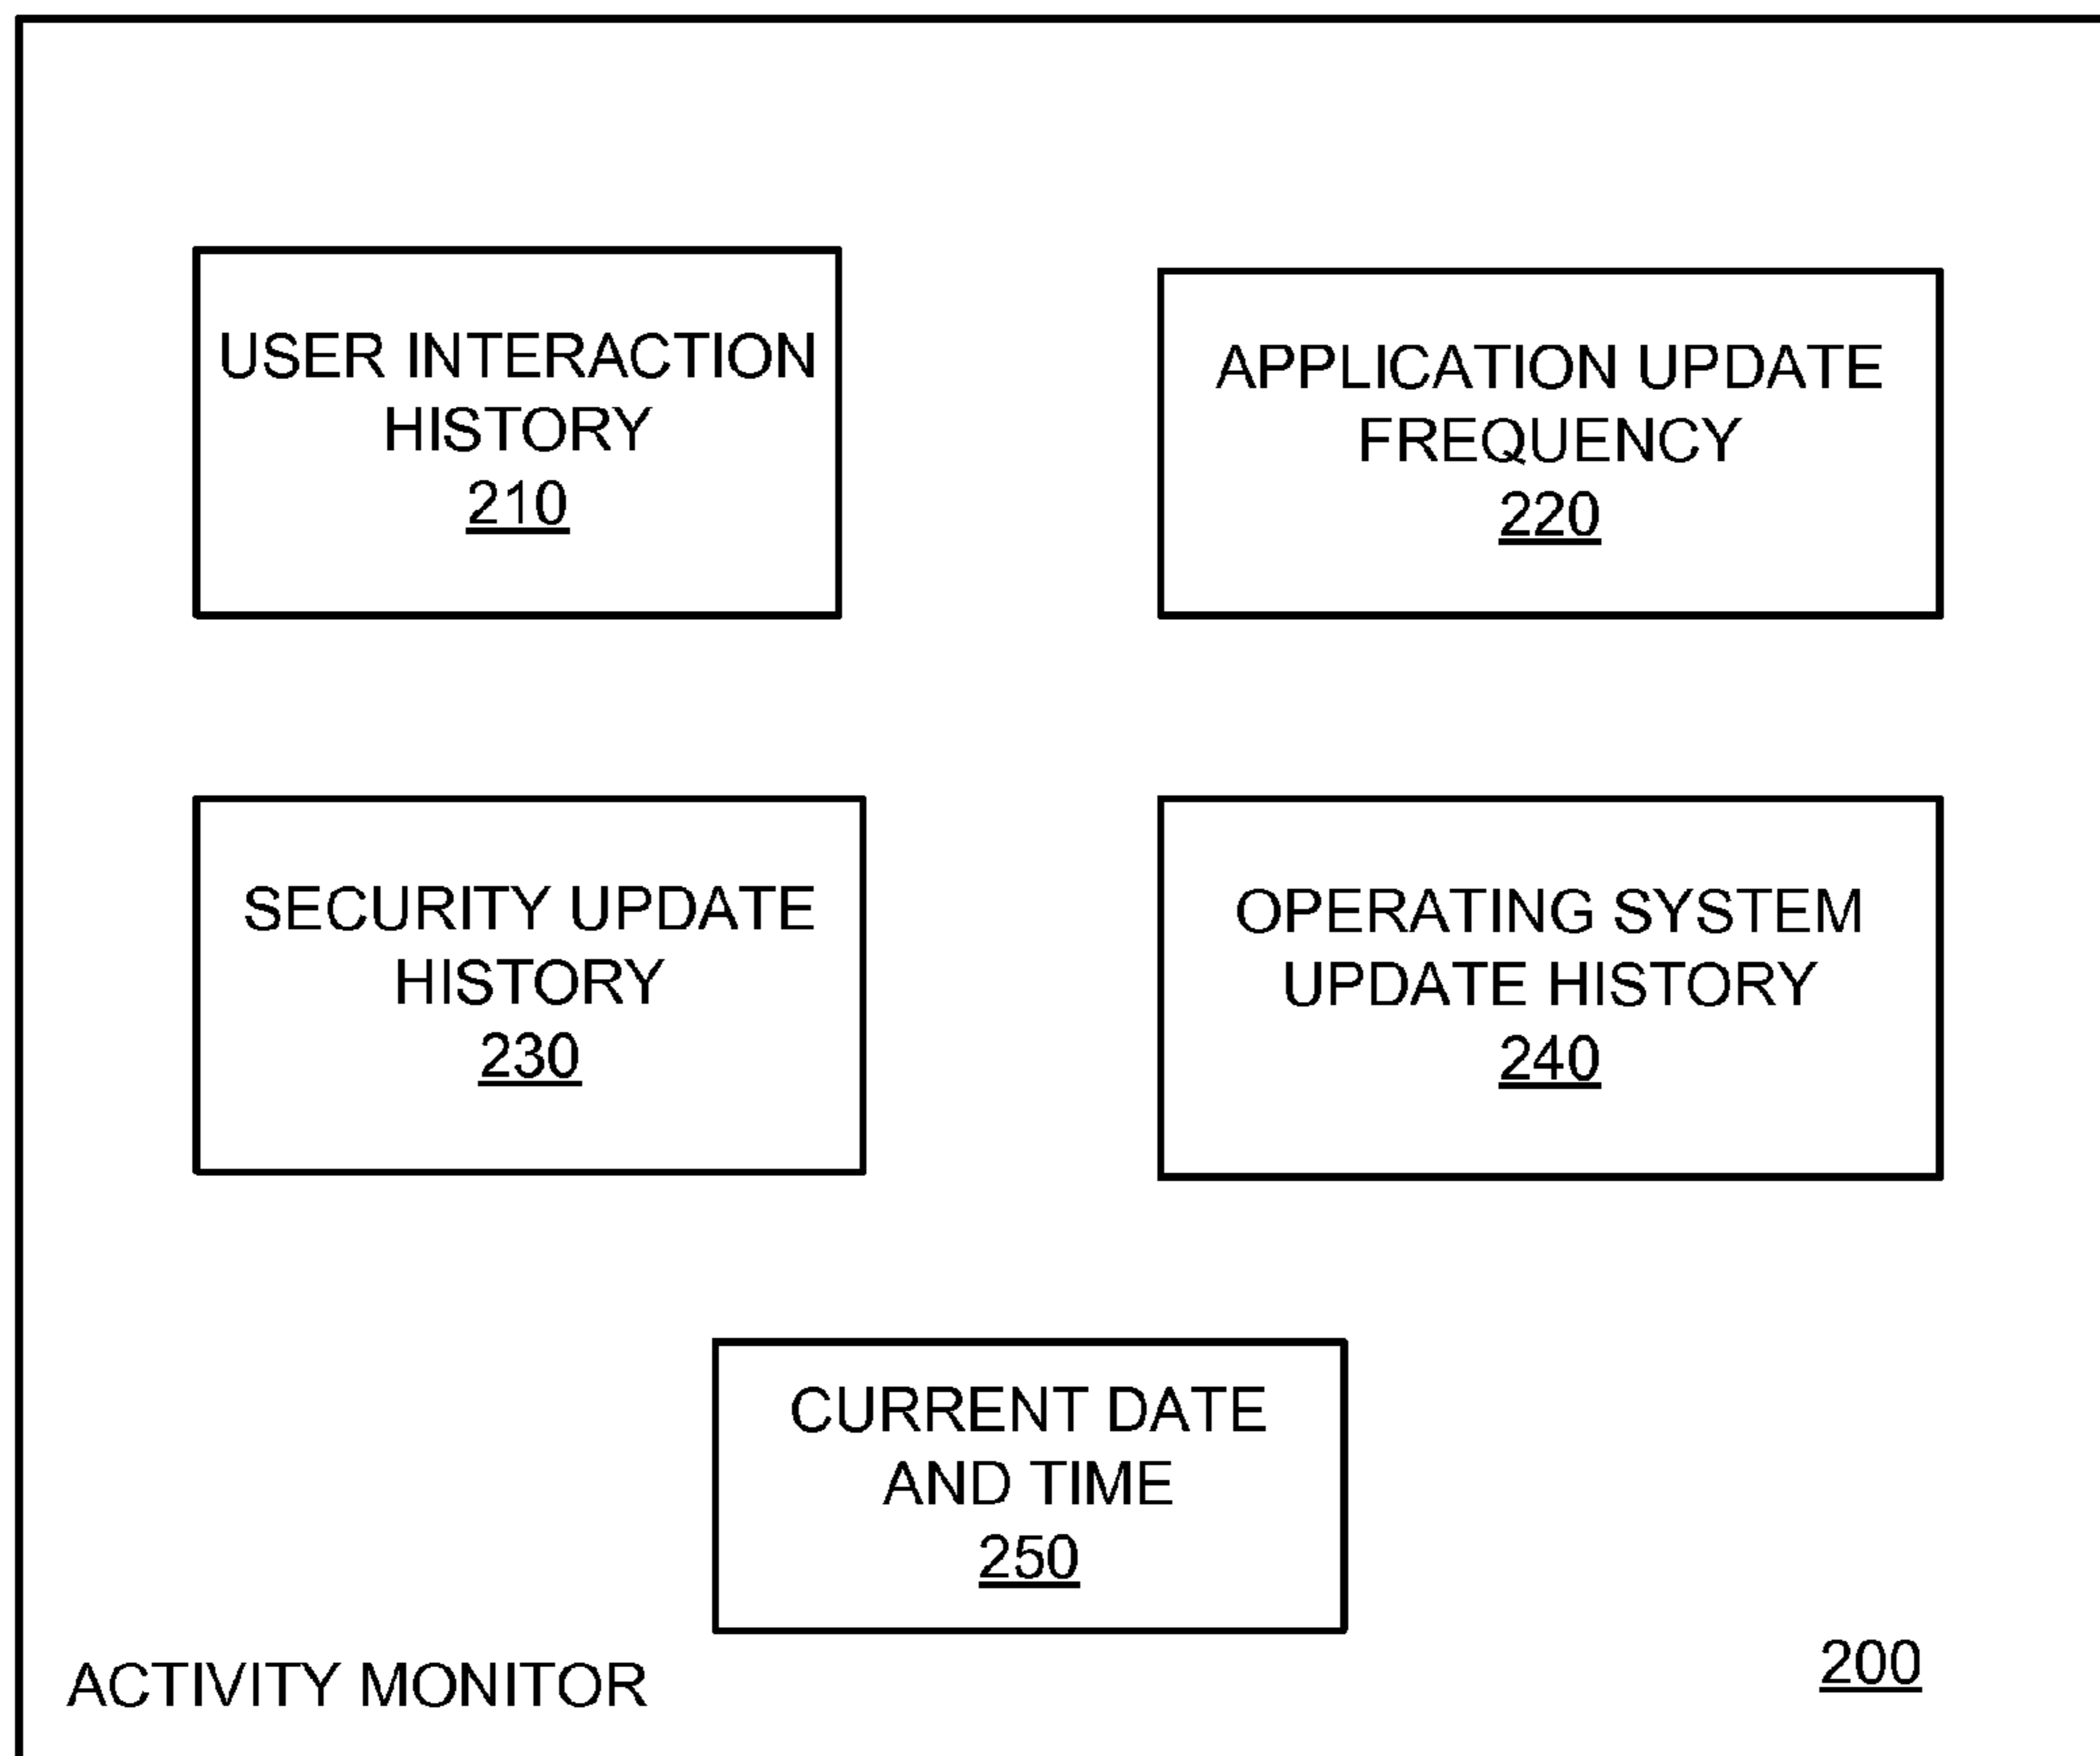 USER INTERACTION
HISTORY
210
APPLICATION UPDATE
FREQUENCY
220
SECURITY UPDATE
HISTORY
230
OPERATING SYSTEM
UPDATE HISTORY
240
CURRENT DATE
AND TIME
250
ACTIVITY MONITOR
200